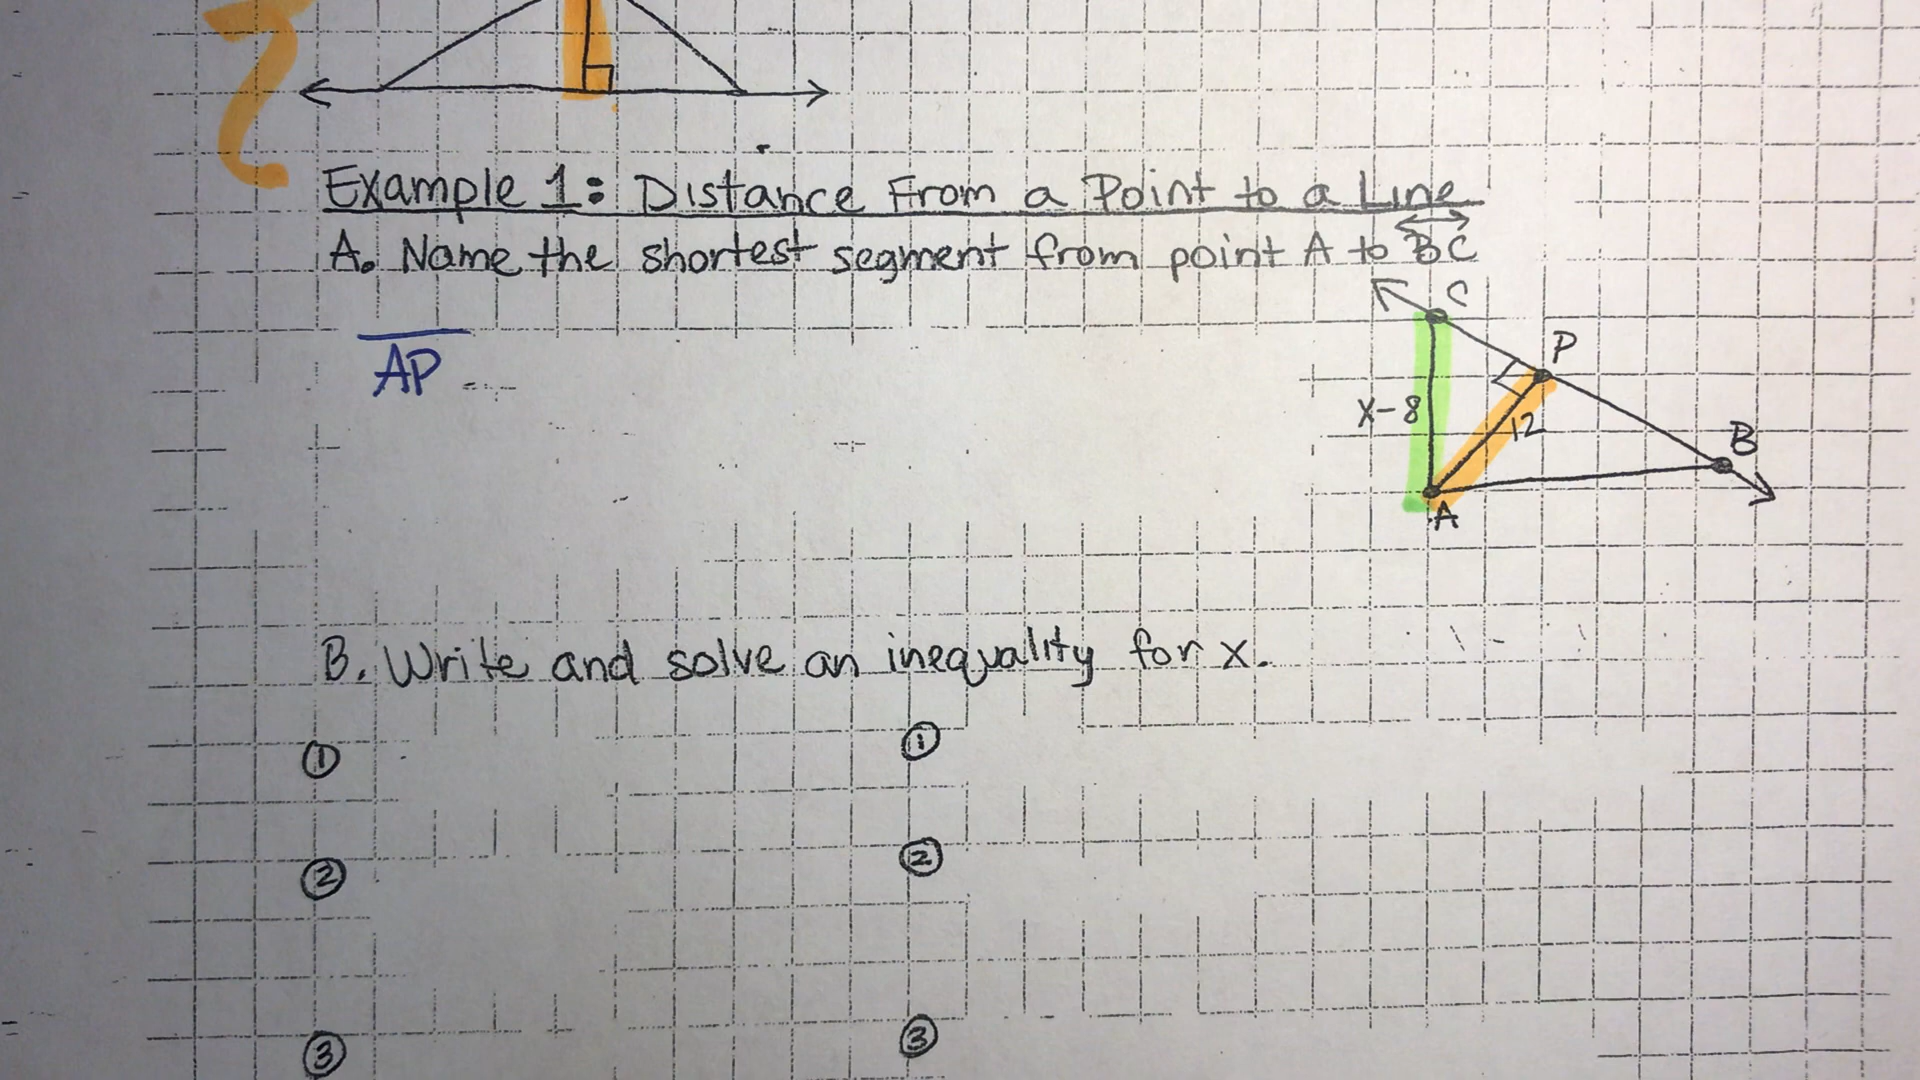 Example 1: Distance From a Point to a Line
A. Name the shortest segment from point A to BC
AP
C
P
X-8
12
B
A
B. Write and solve an inequality for x.
① ①
② ②
③ ③